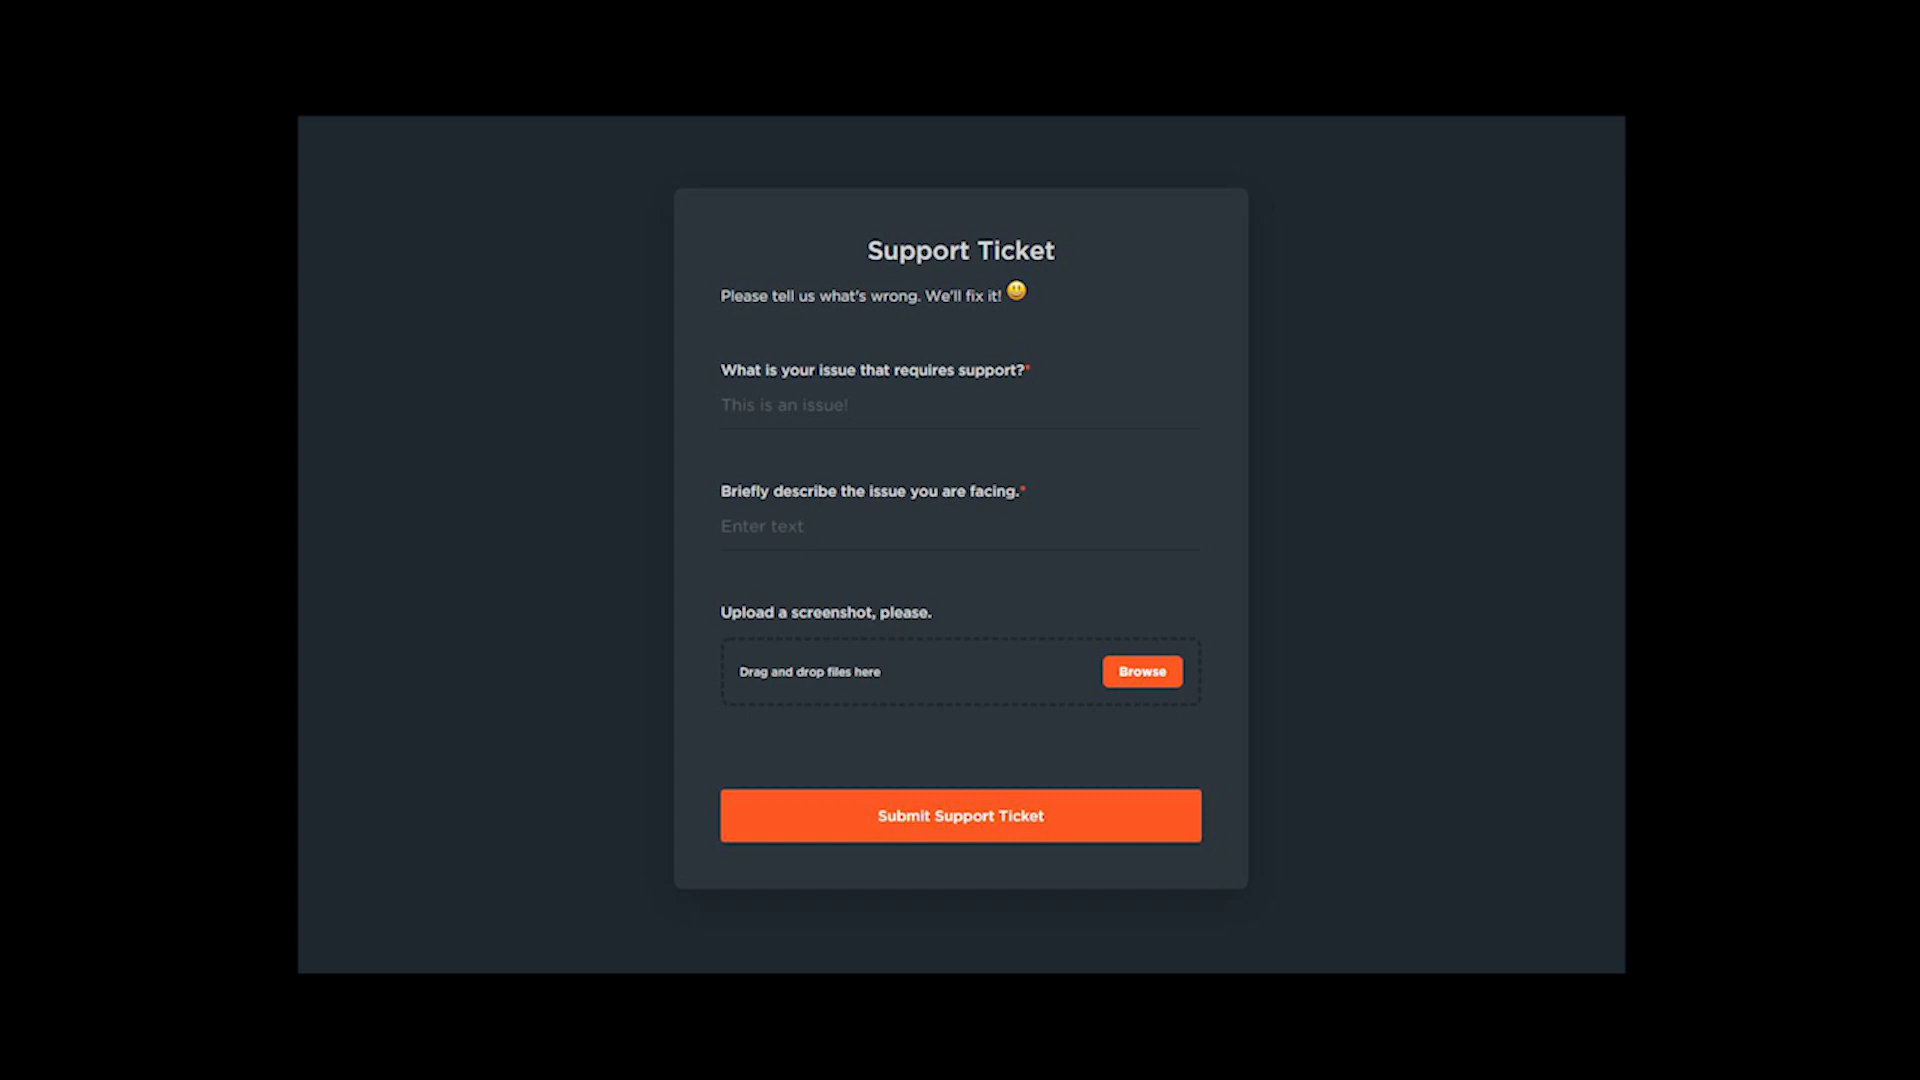 Support Ticket
Please tell us what's wrong. We'll fix it! 😃
What is your issue that requires support?*
This is an issue!
Briefly describe the issue you are facing.*
Enter text
Upload a screenshot, please.
Drag and drop files here
Browse
Submit Support Ticket